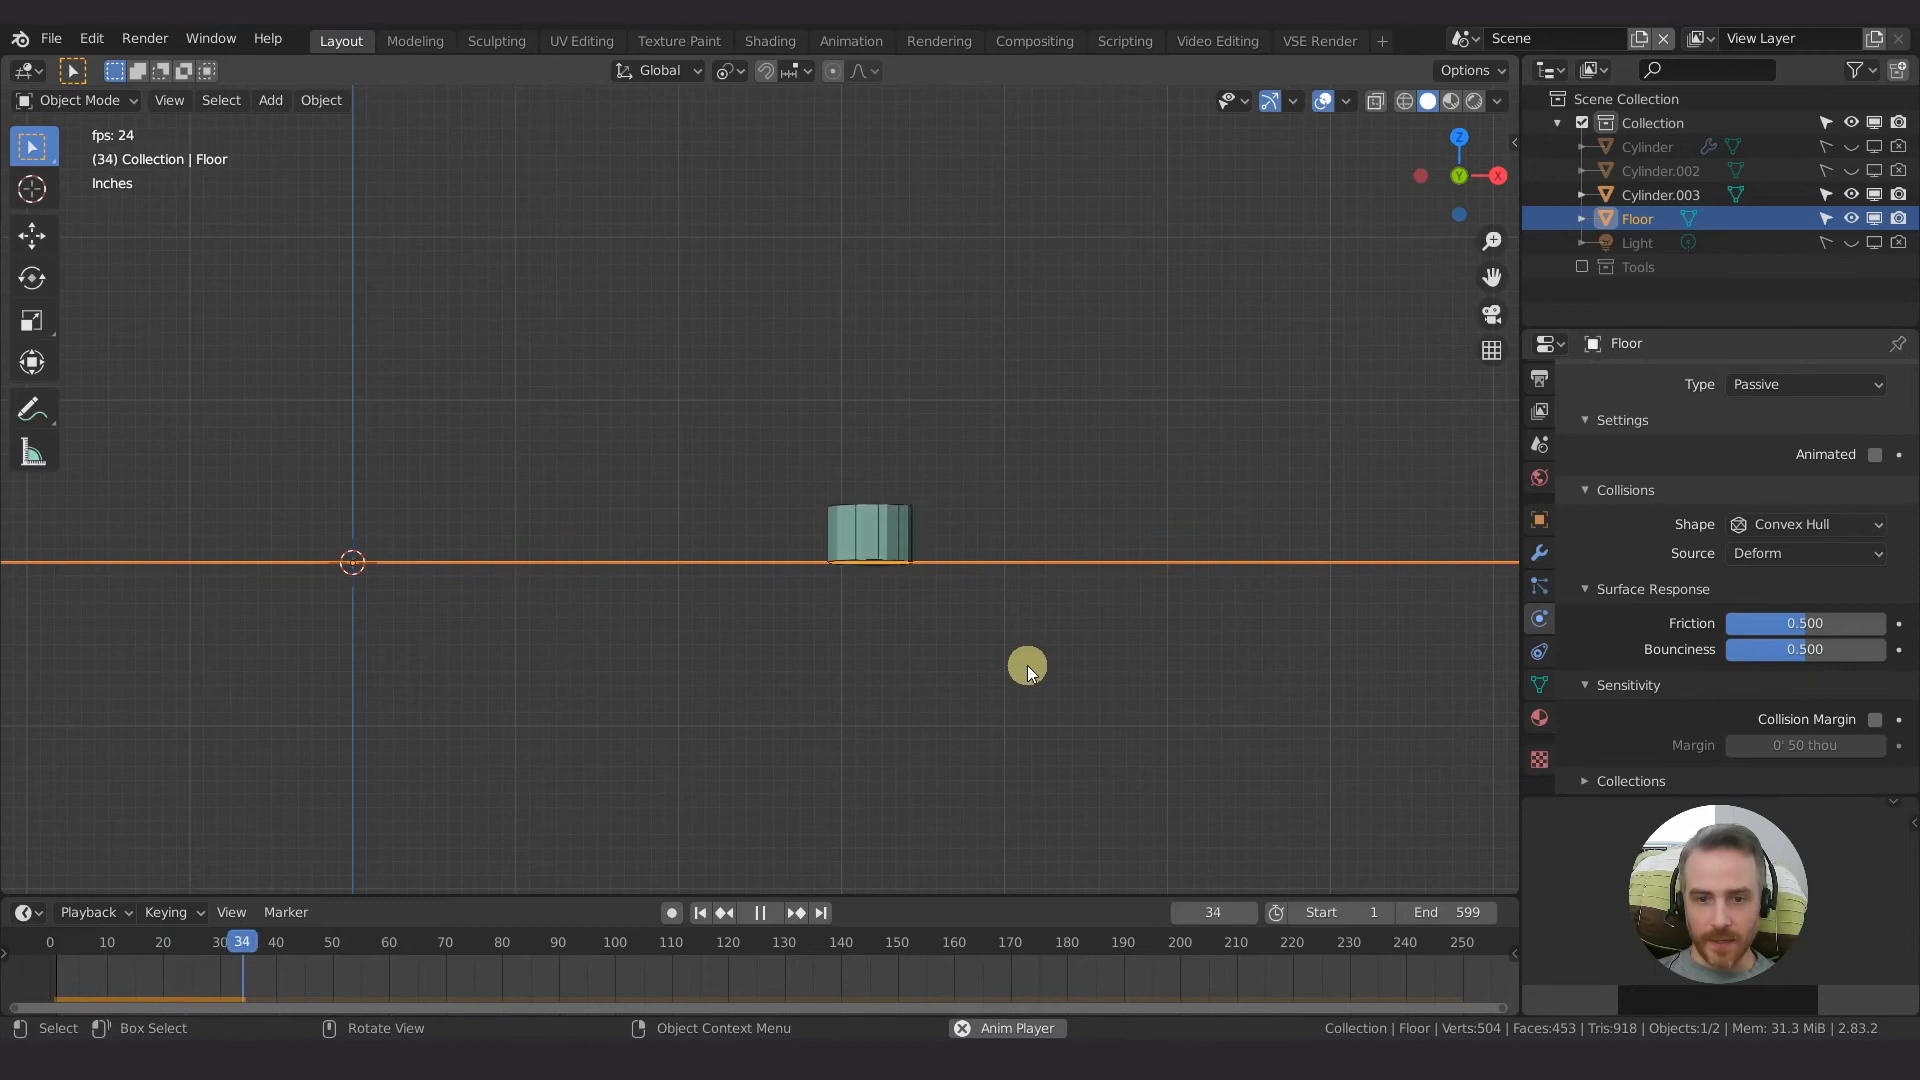 File Edit Render Window Help Layout Modeling Sculpting UV Editing Texture Paint Shading Animation Rendering Compositing Scripting Video Editing VSE Render + Scene View Layer
Global Options
Object Mode View Select Add Object
fps: 24
(34) Collection | Floor
Inches
Z
Y
X
Scene Collection
Collection
Cylinder
Cylinder.002
Cylinder.003
Floor
Light
Tools
Floor
Type Passive
Settings
Animated
Collisions
Shape Convex Hull
Source Deform
Surface Response
Friction 0.500
Bounciness 0.500
Sensitivity
Collision Margin
Margin 0' 50 thou
Collections
Playback Keying View Marker 34 Start 1 End 599
0 10 20 30 34 40 50 60 70 80 90 100 110 120 130 140 150 160 170 180 190 200 210 220 230 240 250
Select Box Select Rotate View Object Context Menu Anim Player Collection | Floor | Verts:504 | Faces:453 | Tris:918 | Objects:1/2 | Mem: 31.3 MiB | 2.83.2